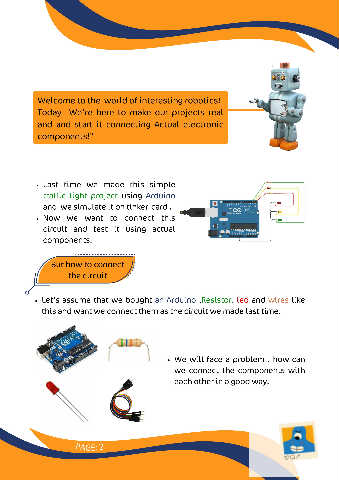 Welcome to the world of interesting robotics!
Today, We're here to make our projects real
and and start it connecting Actual electronic
components!"
Last time we made this simple
traffic light project using Arduino
and we simulate it on tinker card .
Now we want to connect this
circuit and test it using actual
components.
But how to connect
the circuit
Let's assume that we bought an Arduino ,Resistor, led and wires like
this and want we connect them as the circuit we made last time.
We will face a problem , how can
we connect the components with
each other in a good way.
PAGE: 2